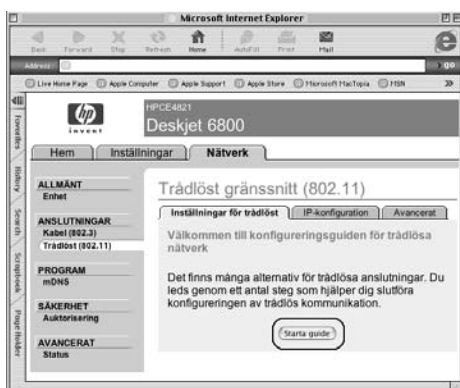 Microsoft Internet Explorer
Back Forward Stop Refresh Home AutoFill Print Mail
Address: go
Live Home Page Apple Computer Apple Support Apple Store Microsoft MacTopia MSN
Favorites
History
Search
Scrapbook
Page Holder
hp
invent
HPCE4821
Deskjet 6800
Hem Inställningar Nätverk
ALLMÄNT
Enhet
ANSLUTNINGAR
Kabel (802.3)
Trådlöst (802.11)
PROGRAM
mDNS
SÄKERHET
Auktorisering
AVANCERAT
Status
Trådlöst gränssnitt (802.11)
Inställningar för trådlöst IP-konfiguration Avancerat
Välkommen till konfigureringsguiden för trådlösa
nätverk
Det finns många alternativ för trådlösa anslutningar. Du
leds genom ett antal steg som hjälper dig slutföra
konfigureringen av trådlös kommunikation.
Starta guide